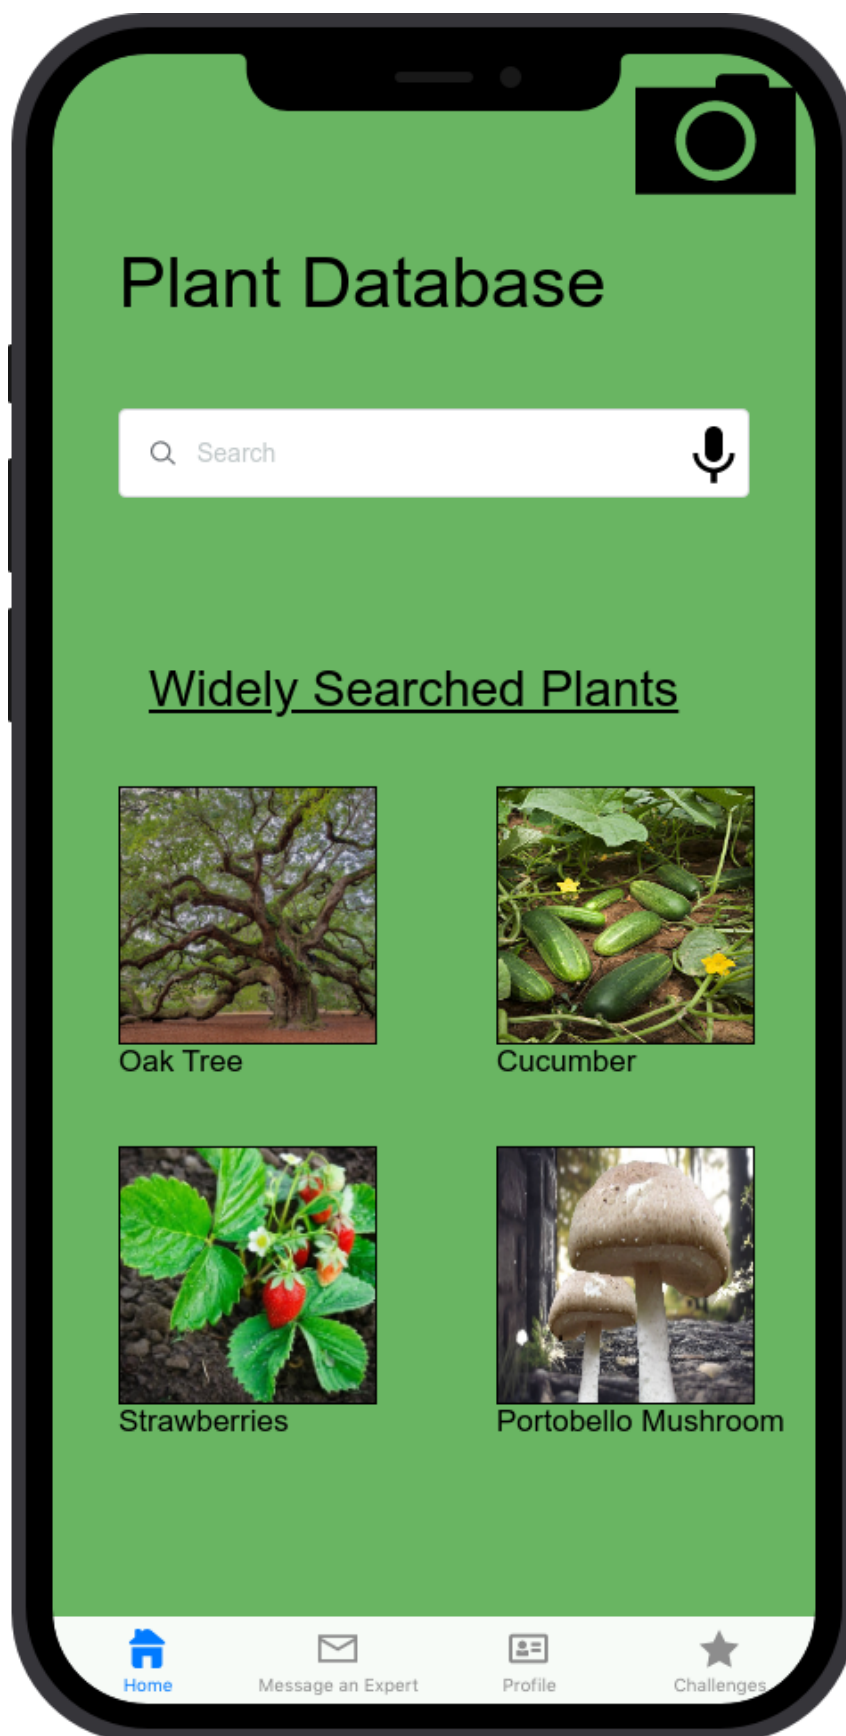 Plant Database
Search
Widely Searched Plants
Oak Tree
Cucumber
Strawberries
Portobello Mushroom
Home
Message an Expert
Profile
Challenges